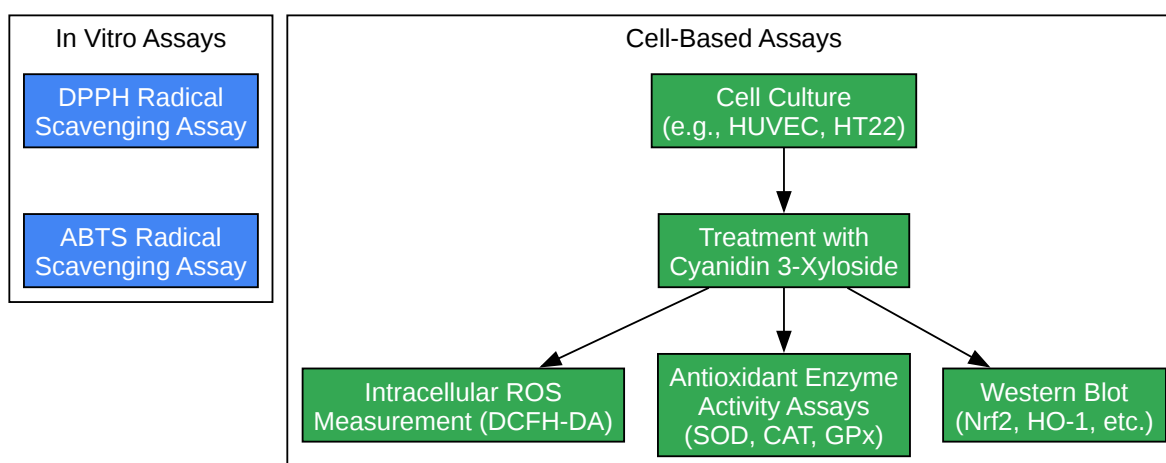 In Vitro Assays
DPPH Radical
Scavenging Assay
ABTS Radical
Scavenging Assay
Cell-Based Assays
Cell Culture
(e.g., HUVEC, HT22)
Treatment with
Cyanidin 3-Xyloside
Intracellular ROS
Measurement (DCFH-DA)
Antioxidant Enzyme
Activity Assays
(SOD, CAT, GPx)
Western Blot
(Nrf2, HO-1, etc.)